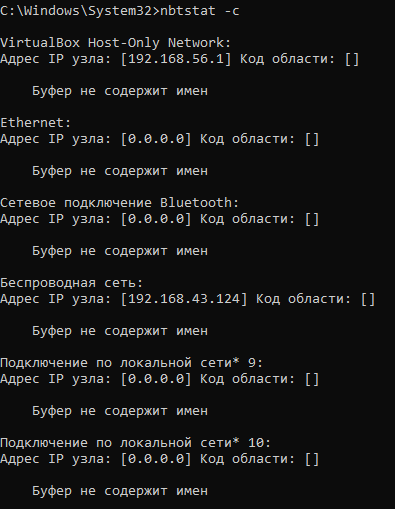 C:\Windows\System32>nbtstat -c
VirtualBox Host-Only Network:
Адрес IP узла: [192.168.56.1] Код области: []
Буфер не содержит имен
Ethernet:
Адрес IP узла: [0.0.0.0] Код области: []
Буфер не содержит имен
Сетевое подключение Bluetooth:
Адрес IP узла: [0.0.0.0] Код области: []
Буфер не содержит имен
Беспроводная сеть:
Адрес IP узла: [192.168.43.124] Код области: []
Буфер не содержит имен
Подключение по локальной сети* 9:
Адрес IP узла: [0.0.0.0] Код области: []
Буфер не содержит имен
Подключение по локальной сети* 10:
Адрес IP узла: [0.0.0.0] Код области: []
Буфер не содержит имен